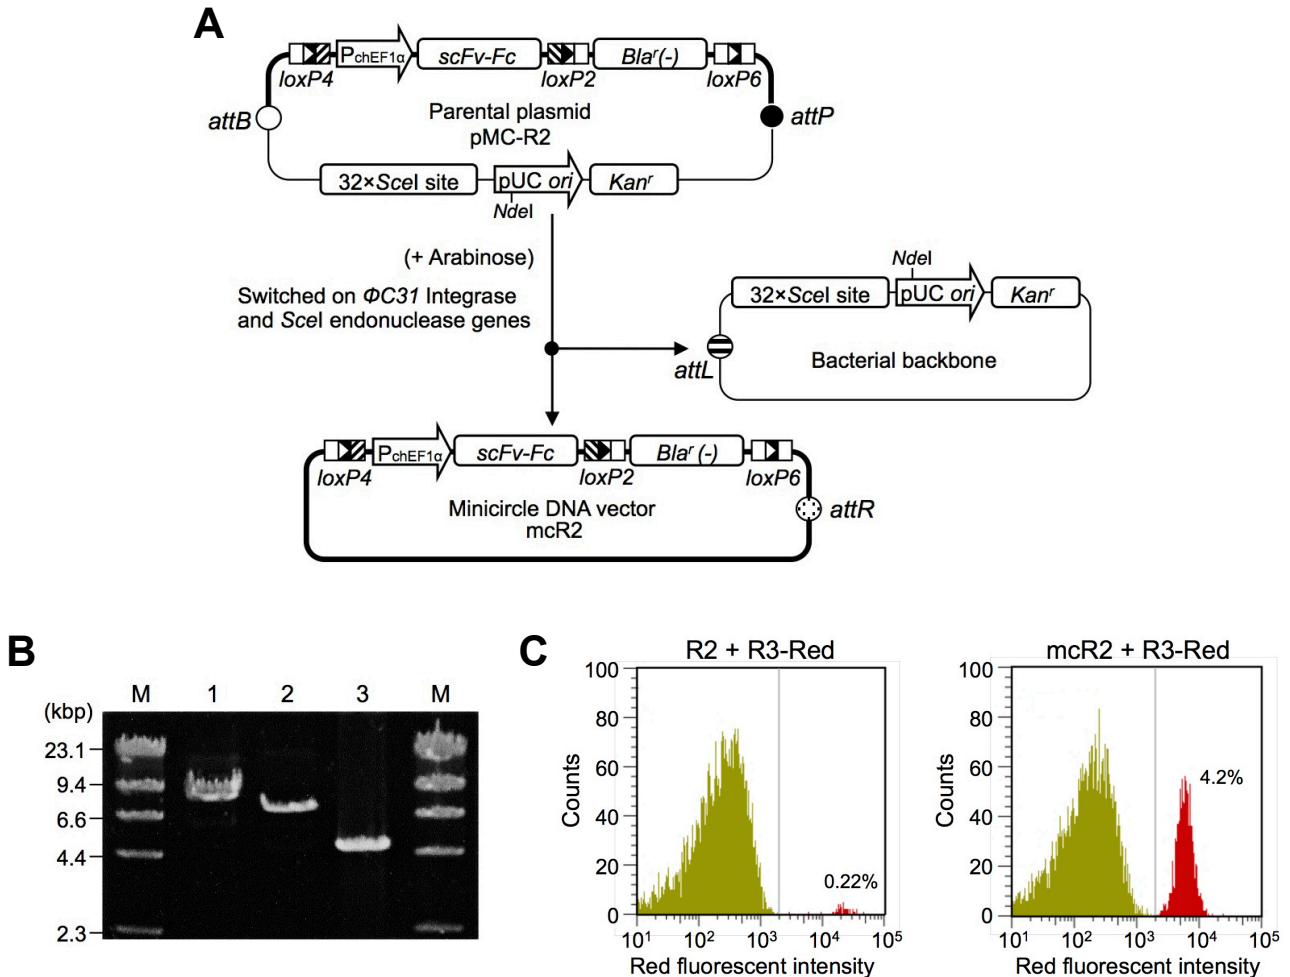 A
PchEF1α
scFv-Fc
Blaʳ(-)
loxP4
loxP2
loxP6
attB
Parental plasmid
pMC-R2
attP
32×SceI site
pUC ori
Kanʳ
NdeI
(+ Arabinose)
Switched on ΦC31 Integrase
and SceI endonuclease genes
NdeI
32×SceI site
pUC ori
Kanʳ
attL
Bacterial backbone
PchEF1α
scFv-Fc
Blaʳ (-)
loxP4
loxP2
loxP6
Minicircle DNA vector
mcR2
attR
B
M 1 2 3 M
(kbp)
23.1
9.4
6.6
4.4
2.3
C
R2 + R3-Red
100
80
60
40
20
0
Counts
0.22%
10¹ 10² 10³ 10⁴ 10⁵
Red fluorescent intensity
mcR2 + R3-Red
100
80
60
40
20
0
Counts
4.2%
10¹ 10² 10³ 10⁴ 10⁵
Red fluorescent intensity